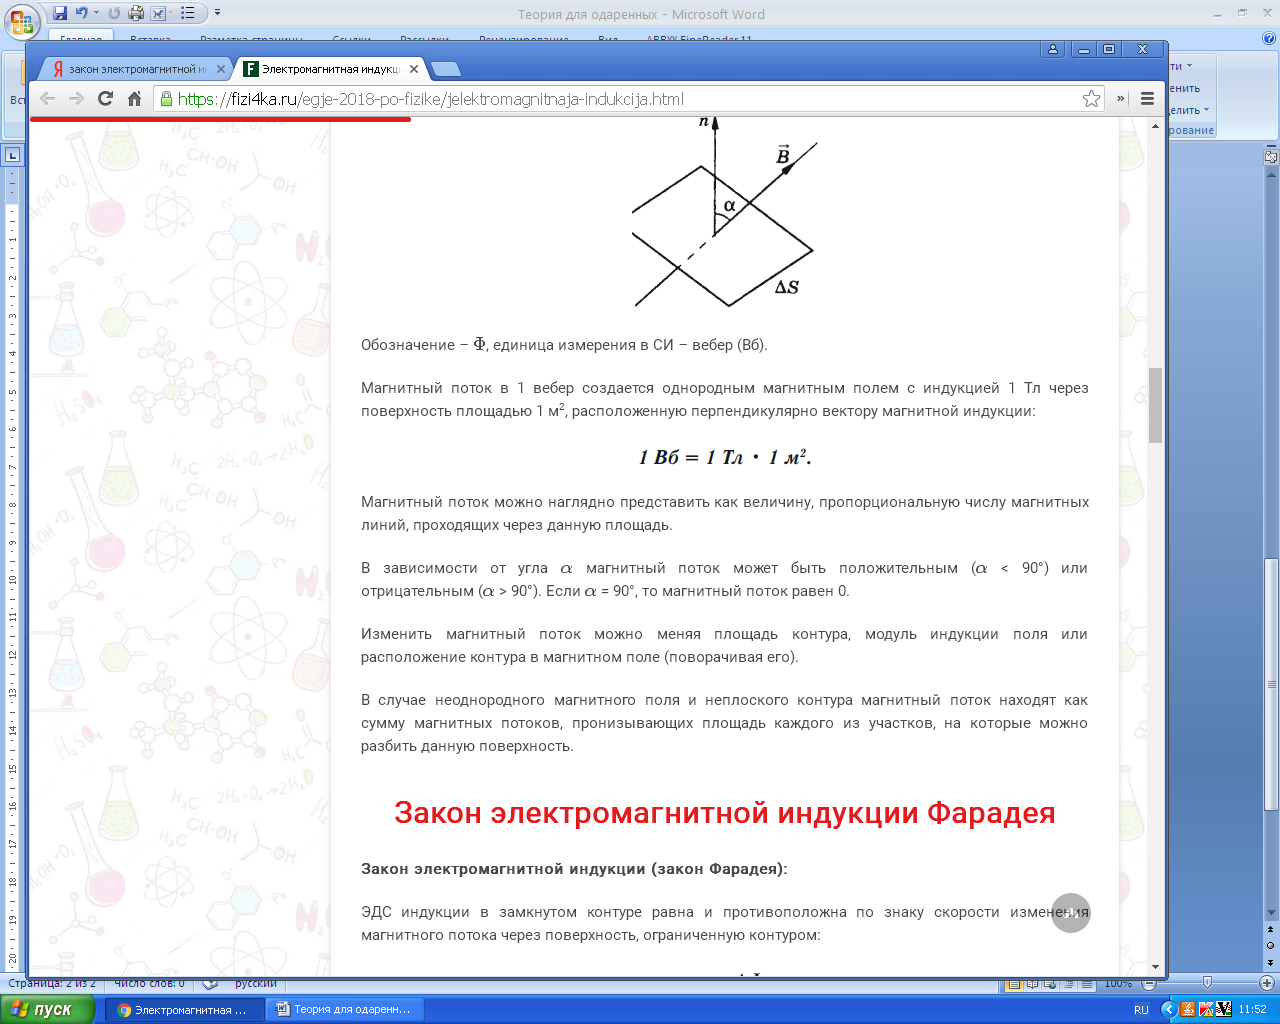 Теория для одаренных - Microsoft Word
Главная
закон электромагнитной и
Электромагнитная индукци
https://fizi4ka.ru/egje-2018-po-fizike/jelektromagnitnaja-indukcija.html
n
B
α
ΔS
Обозначение – Φ, единица измерения в СИ – вебер (Вб).
Магнитный поток в 1 вебер создается однородным магнитным полем с индукцией 1 Тл через
поверхность площадью 1 м², расположенную перпендикулярно вектору магнитной индукции:
1 Вб = 1 Тл · 1 м².
Магнитный поток можно наглядно представить как величину, пропорциональную числу магнитных
линий, проходящих через данную площадь.
В зависимости от угла α магнитный поток может быть положительным (α < 90°) или
отрицательным (α > 90°). Если α = 90°, то магнитный поток равен 0.
Изменить магнитный поток можно меняя площадь контура, модуль индукции поля или
расположение контура в магнитном поле (поворачивая его).
В случае неоднородного магнитного поля и неплоского контура магнитный поток находят как
сумму магнитных потоков, пронизывающих площадь каждого из участков, на которые можно
разбить данную поверхность.
Закон электромагнитной индукции Фарадея
Закон электромагнитной индукции (закон Фарадея):
ЭДС индукции в замкнутом контуре равна и противоположна по знаку скорости изменения
магнитного потока через поверхность, ограниченную контуром:
Страница: 2 из 2 Число слов: 0 русский 100%
пуск Электромагнитная ... Теория для одаренн... RU 11:52